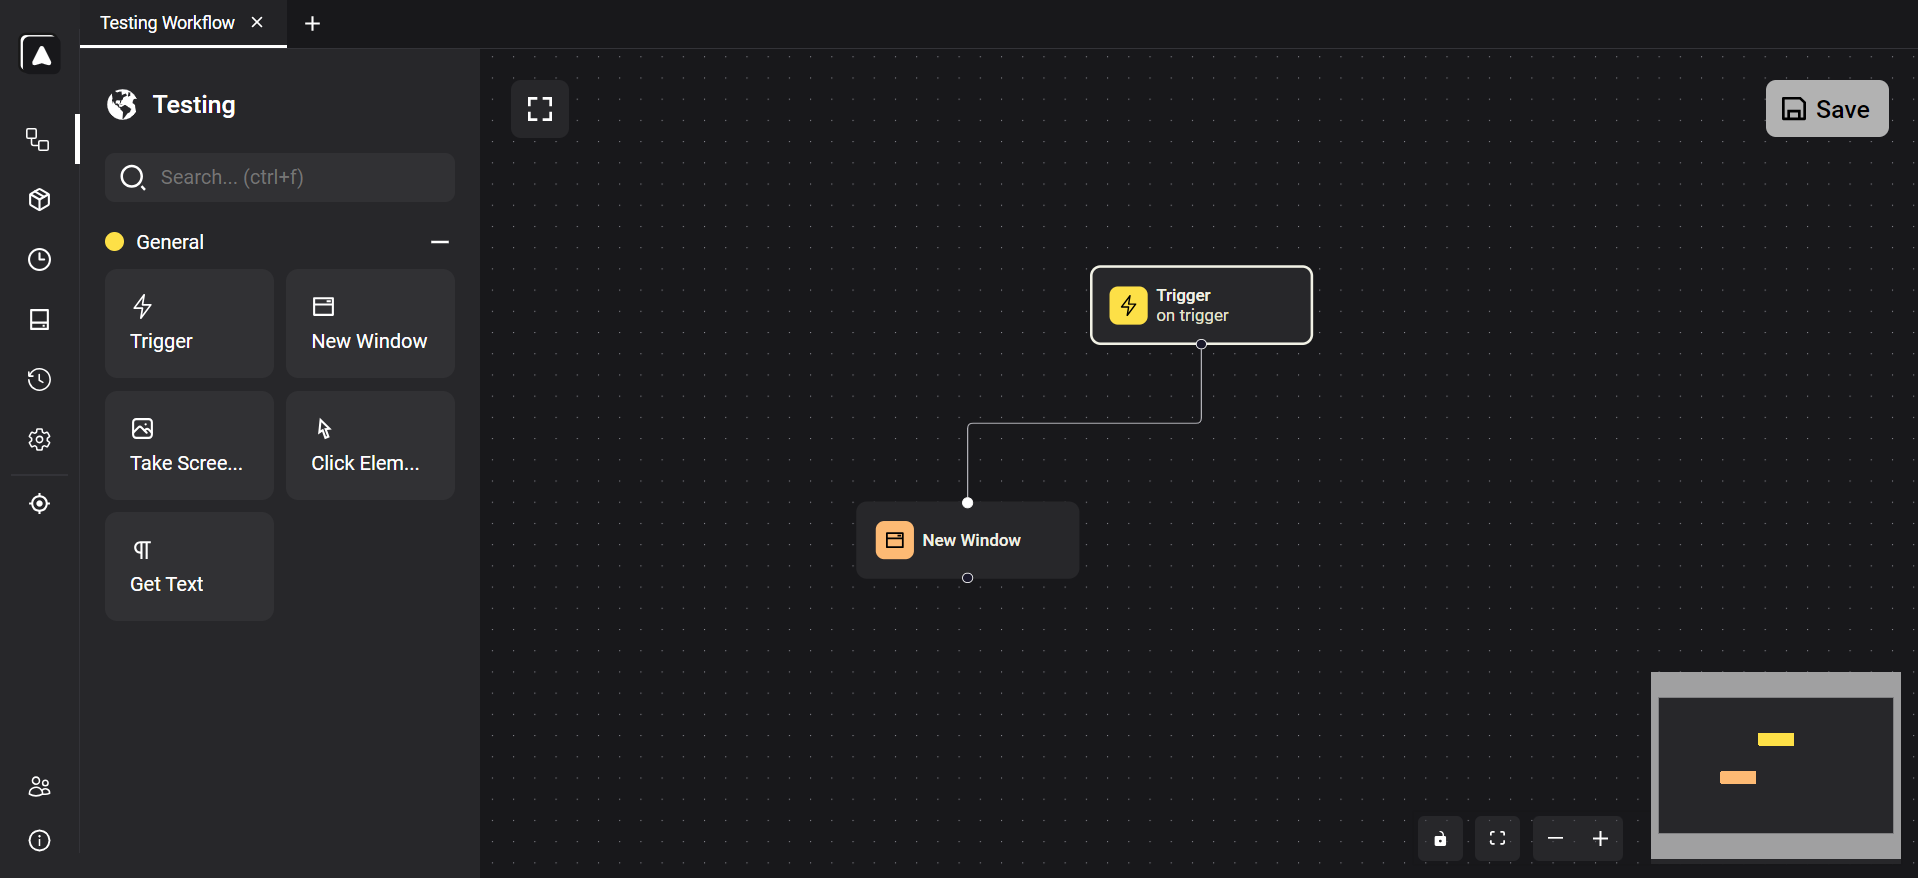 Testing Workflow
Testing
Search... (ctrl+f)
General
Trigger
New Window
Take Scree...
Click Elem...
Get Text
Save
Trigger
on trigger
New Window